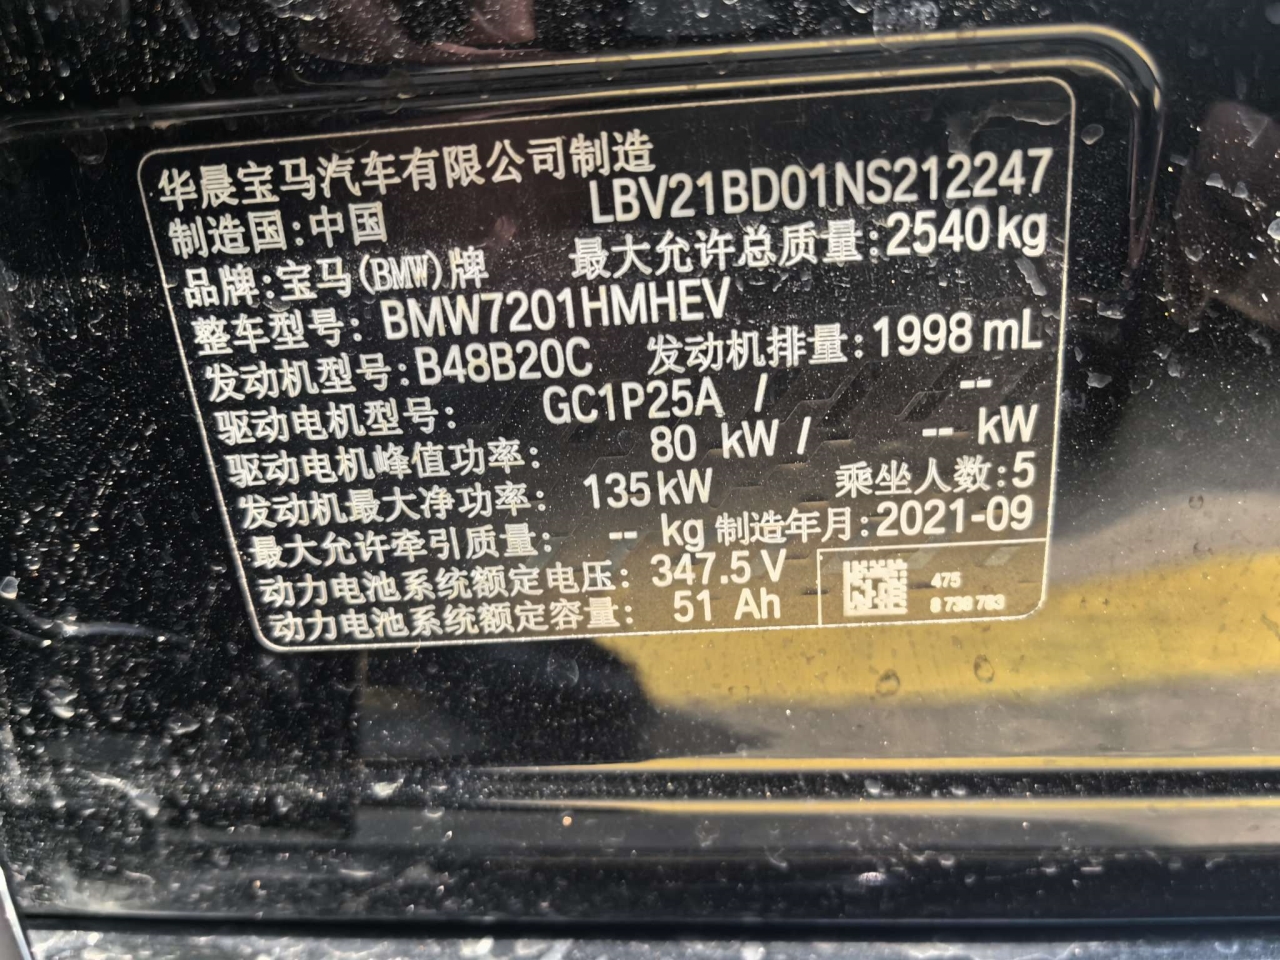 华晨宝马汽车有限公司制造
制造国:中国 LBV21BD01NS212247
品牌:宝马(BMW)牌 最大允许总质量:2540kg
整车型号: BMW7201HMHEV
发动机型号:B48B20C 发动机排量:1998 mL
驱动电机型号: GC1P25A / --
驱动电机峰值功率: 80 kW / -- kW
发动机最大净功率: 135kW 乘坐人数:5
最大允许牵引质量: -- kg 制造年月:2021-09
动力电池系统额定电压: 347.5 V
动力电池系统额定容量: 51 Ah
475
8 738 783